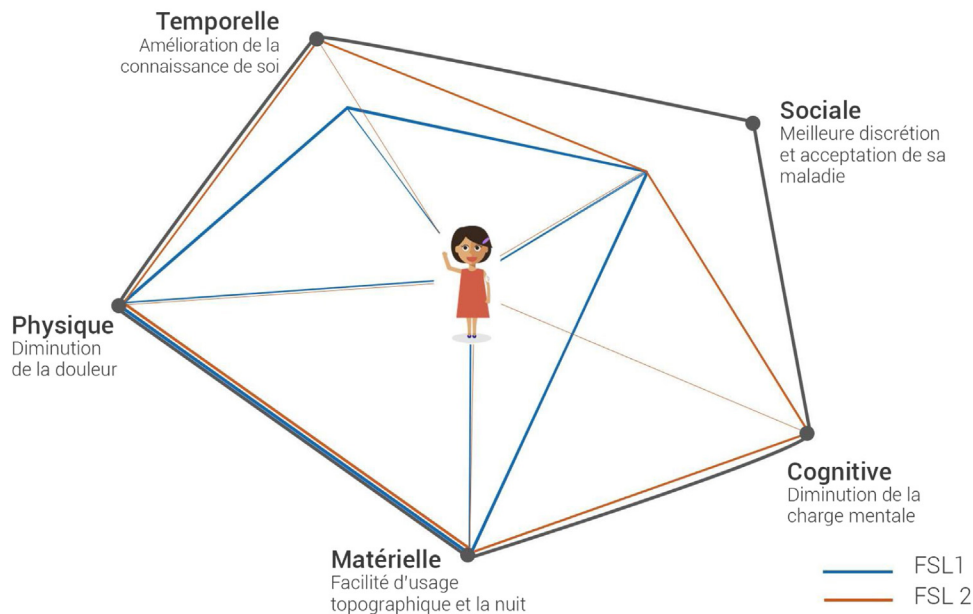 Temporelle
Amélioration de la
connaissance de soi
Sociale
Meilleure discrétion
et acceptation de sa
maladie
Physique
Diminution
de la douleur
Cognitive
Diminution de la
charge mentale
Matérielle
Facilité d'usage
topographique et la nuit
FSL1
FSL 2